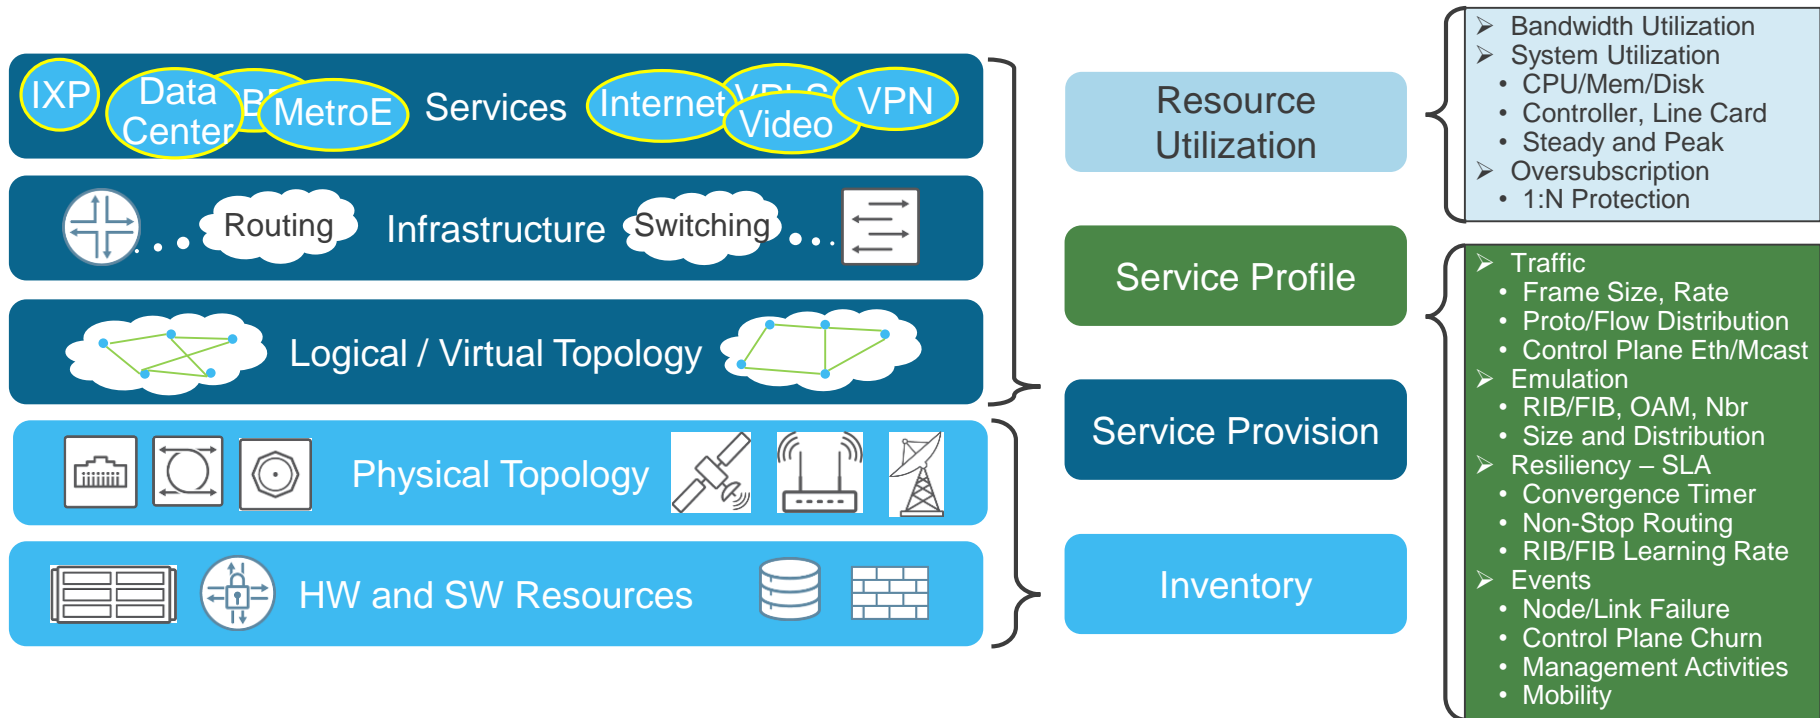 IXP
Data
Center
MetroE
Services
Internet
Video
VPN
Routing
Infrastructure
Switching
Logical / Virtual Topology
Physical Topology
HW and SW Resources
Resource
Utilization
Service Profile
Service Provision
Inventory
➢ Bandwidth Utilization
➢ System Utilization
• CPU/Mem/Disk
• Controller, Line Card
• Steady and Peak
➢ Oversubscription
• 1:N Protection
➢ Traffic
• Frame Size, Rate
• Proto/Flow Distribution
• Control Plane Eth/Mcast
➢ Emulation
• RIB/FIB, OAM, Nbr
• Size and Distribution
➢ Resiliency – SLA
• Convergence Timer
• Non-Stop Routing
• RIB/FIB Learning Rate
➢ Events
• Node/Link Failure
• Control Plane Churn
• Management Activities
• Mobility